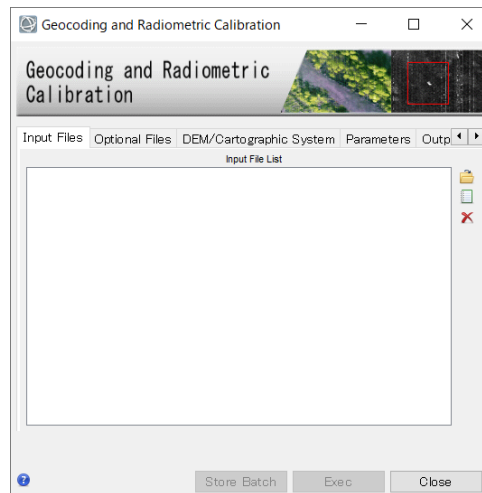 Geocoding and Radiometric Calibration
Geocoding and Radiometric
Calibration
Input Files Optional Files DEM/Cartographic System Parameters Outp
Input File List
Store Batch Exec Close